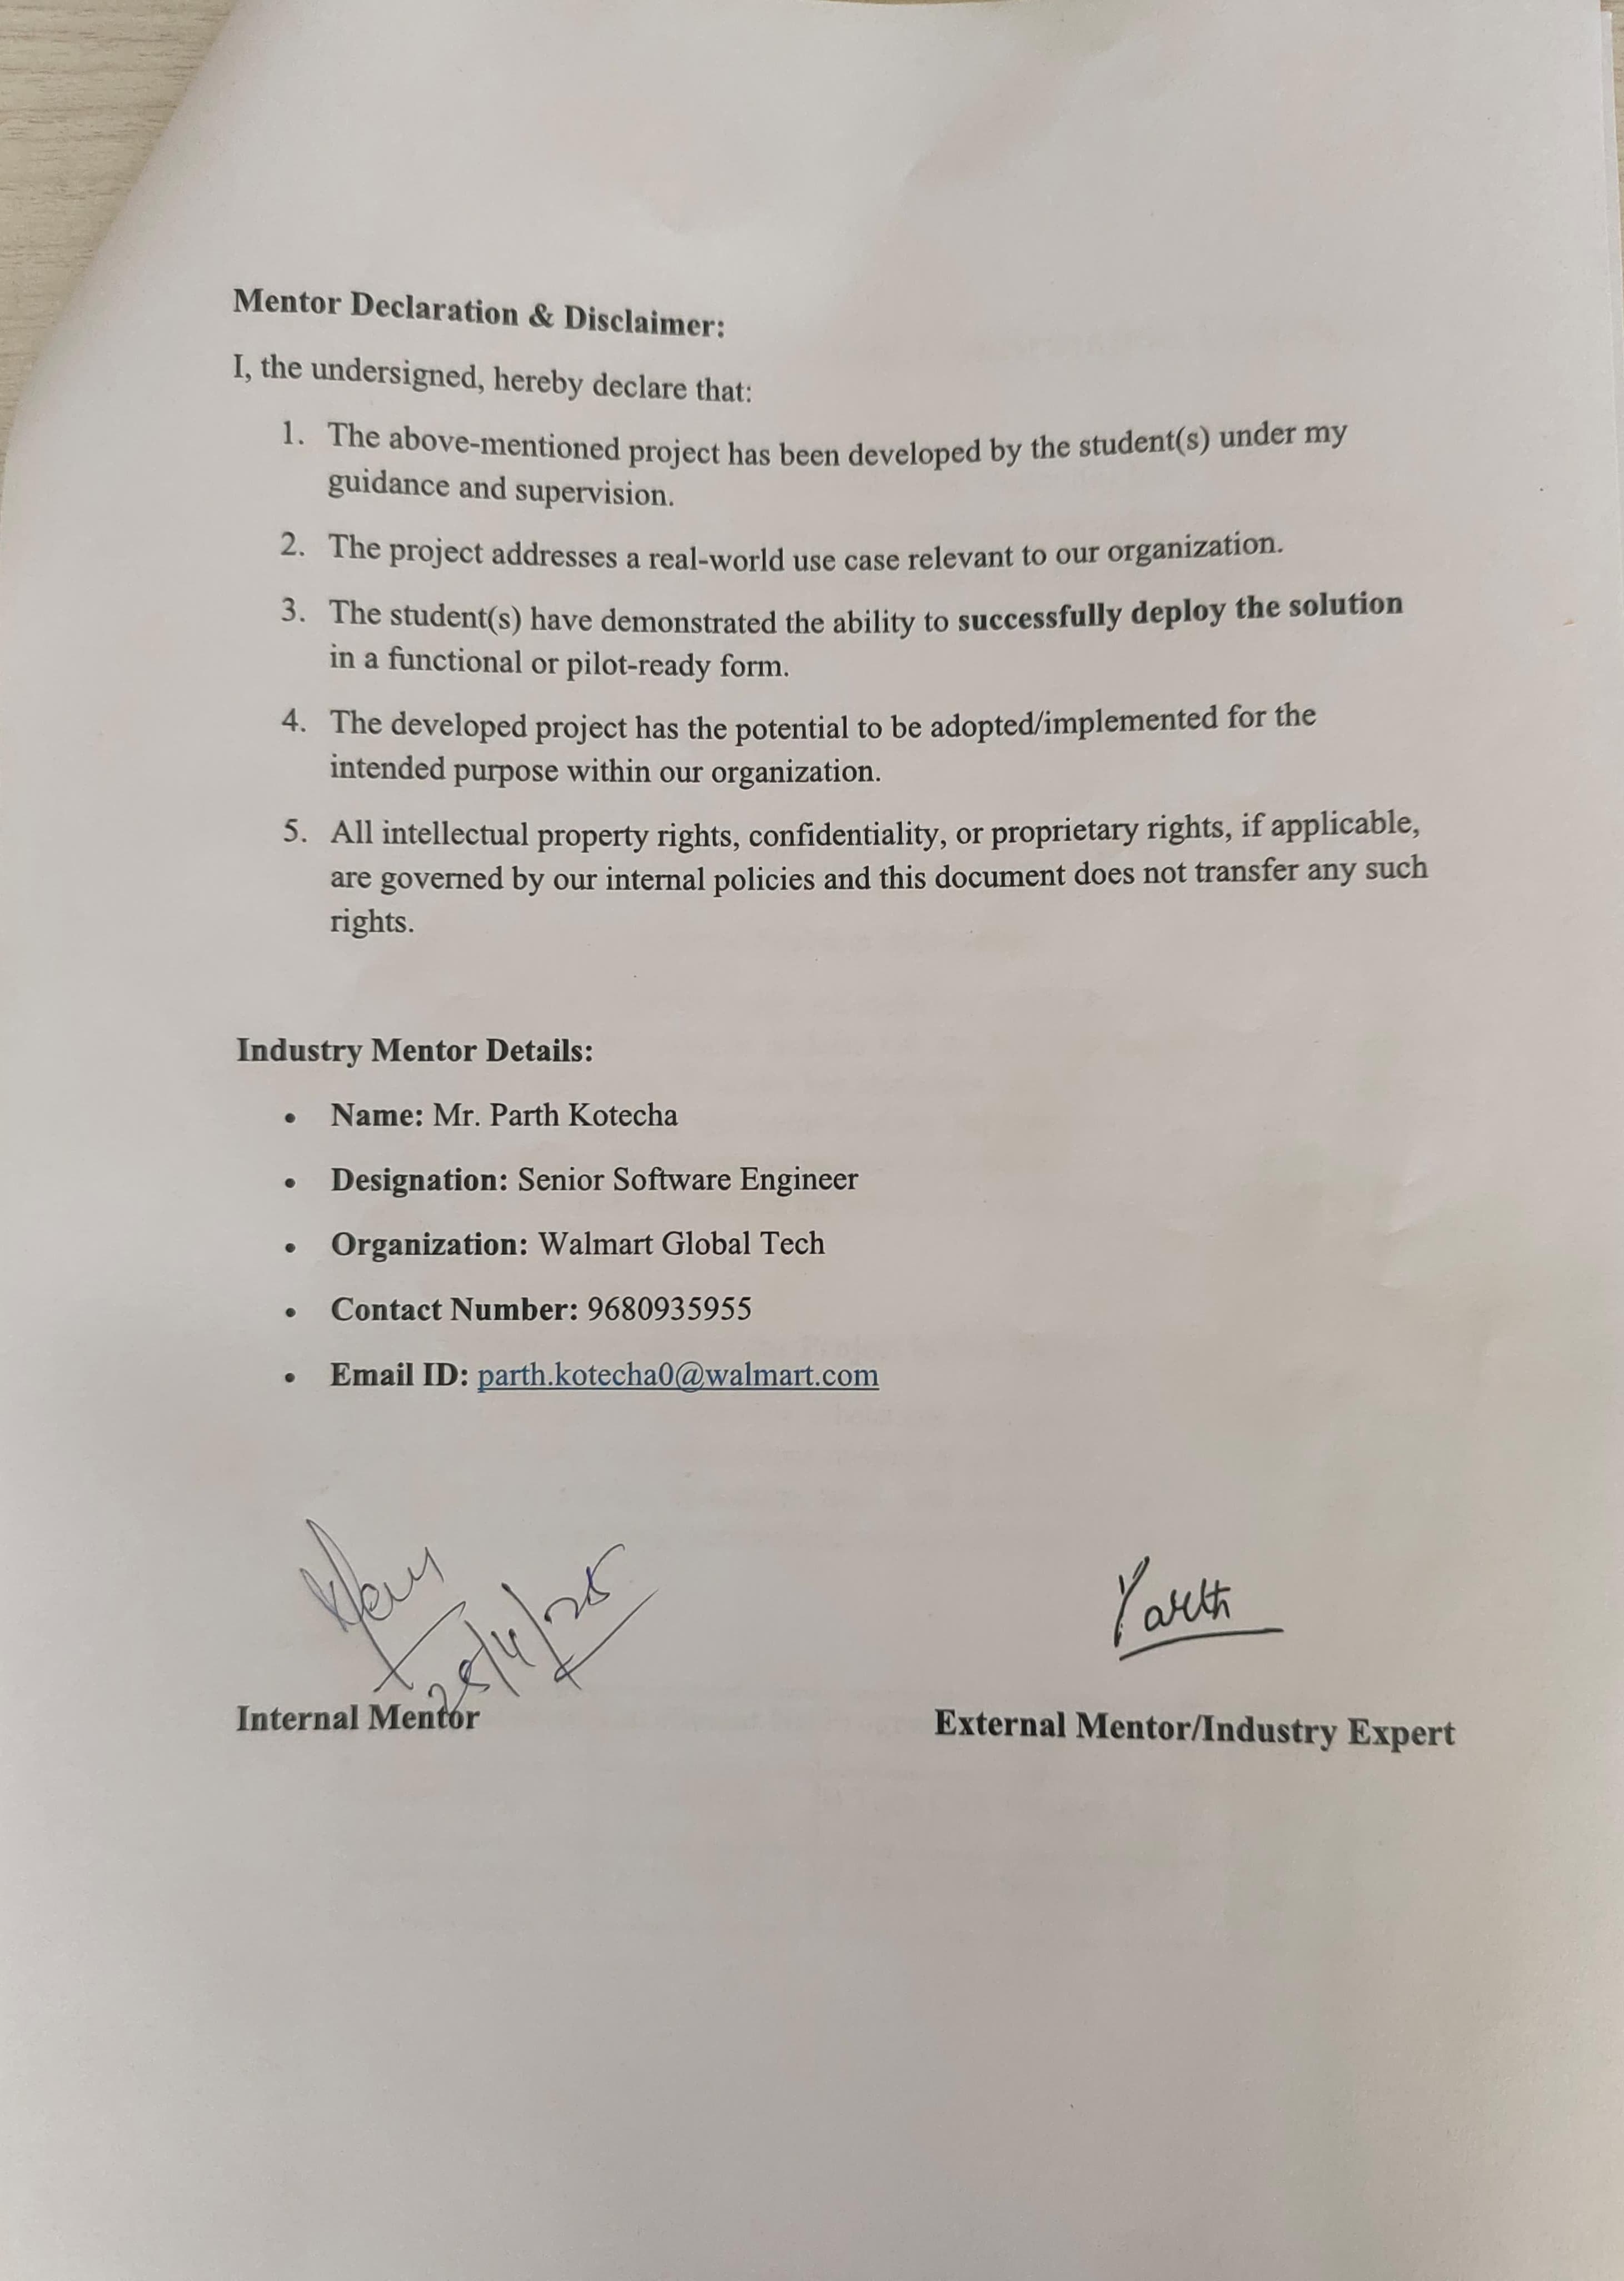 Mentor Declaration & Disclaimer:
I, the undersigned, hereby declare that:
1. The above-mentioned project has been developed by the student(s) under my
guidance and supervision.
2. The project addresses a real-world use case relevant to our organization.
3. The student(s) have demonstrated the ability to successfully deploy the solution
in a functional or pilot-ready form.
4. The developed project has the potential to be adopted/implemented for the
intended purpose within our organization.
5. All intellectual property rights, confidentiality, or proprietary rights, if applicable,
are governed by our internal policies and this document does not transfer any such
rights.
Industry Mentor Details:
• Name: Mr. Parth Kotecha
• Designation: Senior Software Engineer
• Organization: Walmart Global Tech
• Contact Number: 9680935955
• Email ID: parth.kotecha0@walmart.com
Parth
Internal Mentor
External Mentor/Industry Expert